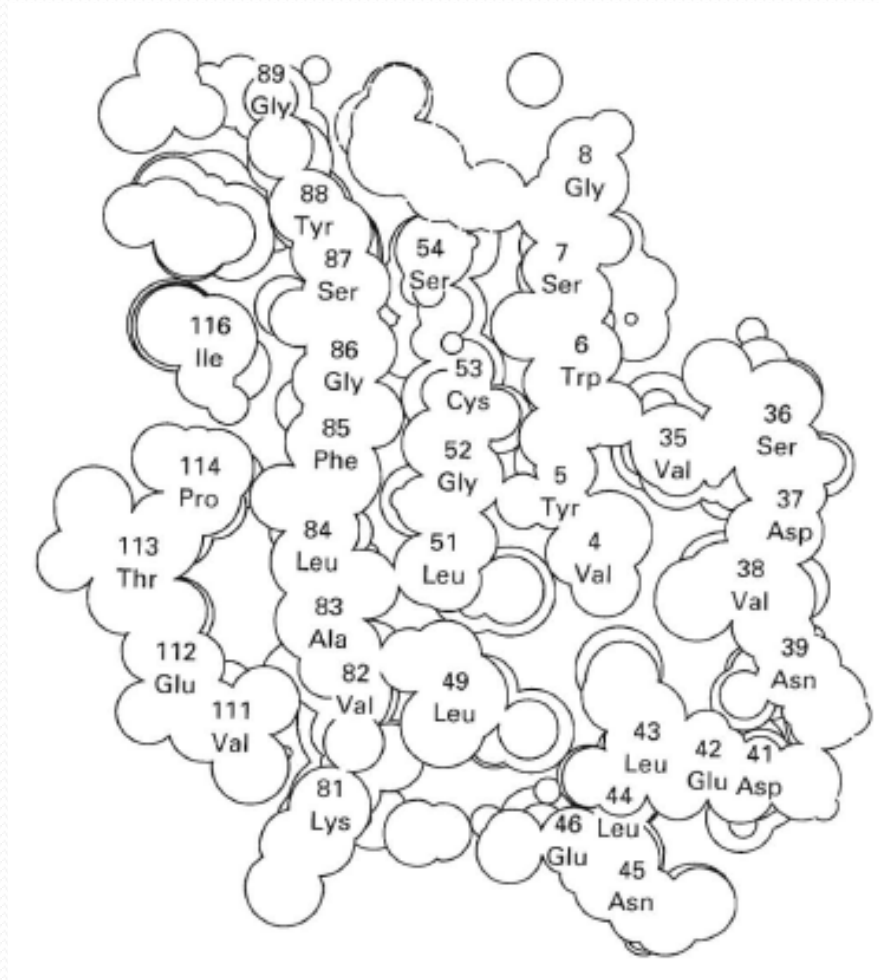 89
Gly
8
Gly
88
Tyr
87
Ser
54
Ser
7
Ser
116
Ile
86
Gly
53
Cys
6
Trp
85
Phe
52
Gly
35
Val
36
Ser
114
Pro
5
Tyr
37
Asp
113
Thr
84
Leu
51
Leu
4
Val
38
Val
83
Ala
112
Glu
82
Val
49
Leu
39
Asn
111
Val
43
Leu
42
Glu
41
Asp
81
Lys
44
Leu
46
Glu
45
Asn